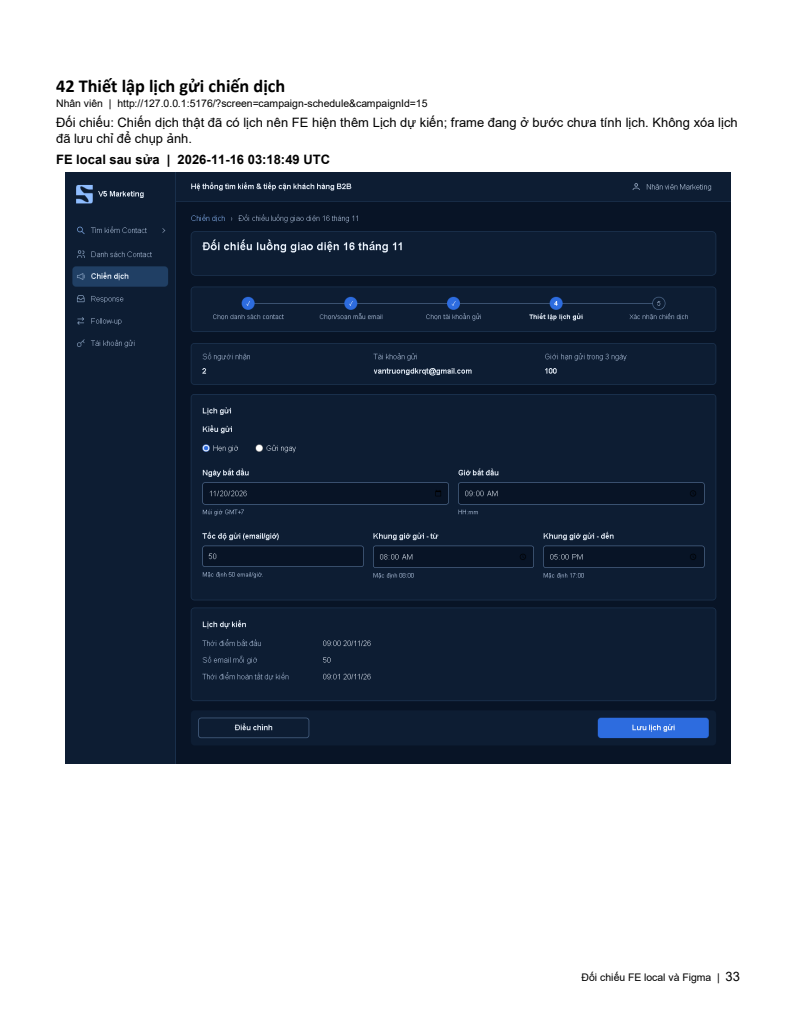 42 Thiết lập lịch gửi chiến dịch
Nhân viên | http://127.0.0.1:5176/?screen=campaign-schedule&campaignId=15
Đối chiếu: Chiến dịch thật đã có lịch nên FE hiện thêm Lịch dự kiến; frame đang ở bước chưa tính lịch. Không xóa lịch
đã lưu chỉ để chụp ảnh.
FE local sau sửa | 2026-11-16 03:18:49 UTC
V5 Marketing
Hệ thống tìm kiếm & tiếp cận khách hàng B2B
Nhân viên Marketing
Tìm kiếm Contact
Danh sách Contact
Chiến dịch
Response
Follow-up
Tài khoản gửi
Chiến dịch › Đối chiếu luồng giao diện 16 tháng 11
Đối chiếu luồng giao diện 16 tháng 11
✓ ✓ ✓ 4 5
Chọn danh sách contact Chọn/soạn mẫu email Chọn tài khoản gửi Thiết lập lịch gửi Xác nhận chiến dịch
Số người nhận Tài khoản gửi Giới hạn gửi trong 3 ngày
2 vantruongdkrqt@gmail.com 100
Lịch gửi
Kiểu gửi
Hẹn giờ Gửi ngay
Ngày bắt đầu Giờ bắt đầu
11/20/2026 09:00 AM
Múi giờ GMT+7 HH:mm
Tốc độ gửi (email/giờ) Khung giờ gửi - từ Khung giờ gửi - đến
50 08:00 AM 05:00 PM
Mặc định 50 email/giờ. Mặc định 08:00 Mặc định 17:00
Lịch dự kiến
Thời điểm bắt đầu 09:00 20/11/26
Số email mỗi giờ 50
Thời điểm hoàn tất dự kiến 09:01 20/11/26
Điều chỉnh Lưu lịch gửi
Đối chiếu FE local và Figma | 33